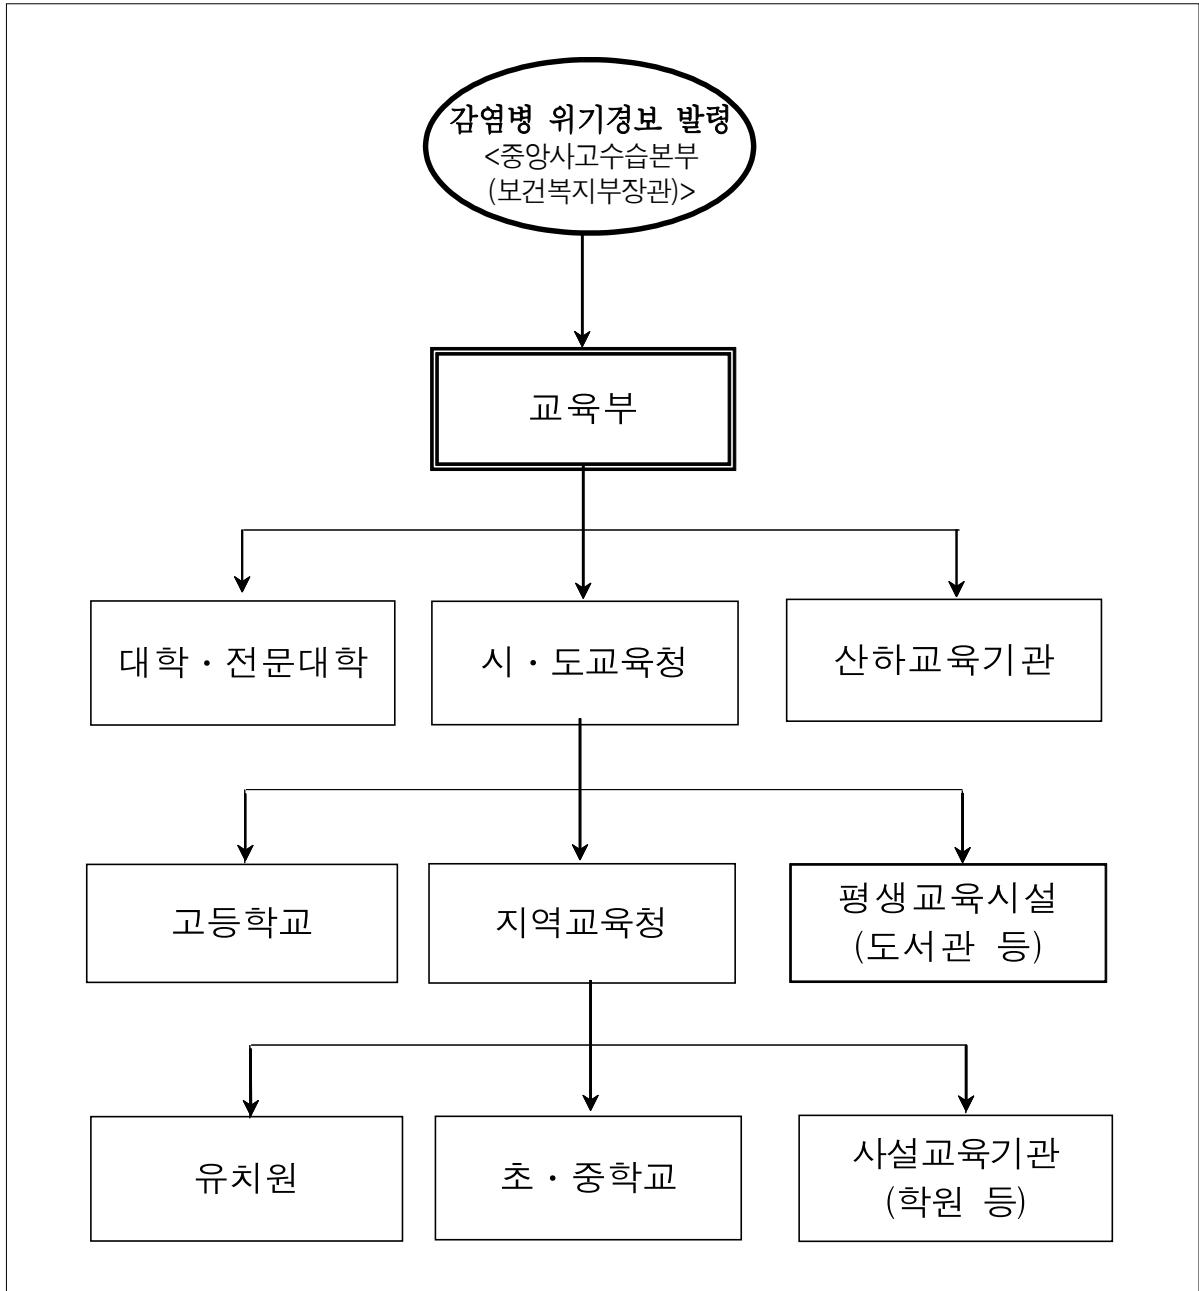 감염병 위기경보 발령
<중앙사고수습본부
(보건복지부장관)>
교육부
대학·전문대학
시·도교육청
산하교육기관
고등학교
지역교육청
평생교육시설
(도서관 등)
유치원
초·중학교
사설교육기관
(학원 등)